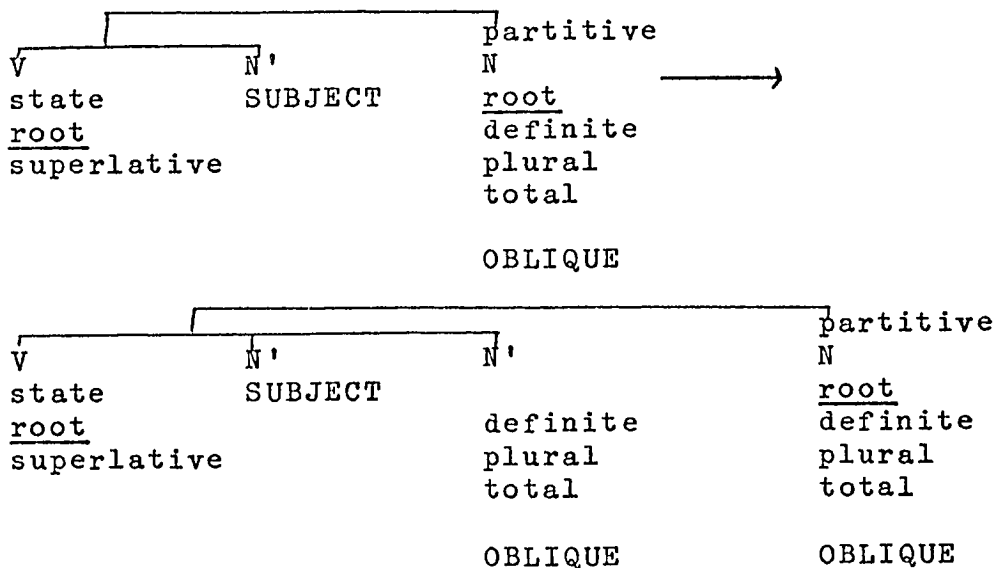 partitive
V N' N
state SUBJECT root
root definite
superlative plural
total
OBLIQUE
partitive
V N' N' N
state SUBJECT root
root definite definite
superlative plural plural
total total
OBLIQUE OBLIQUE